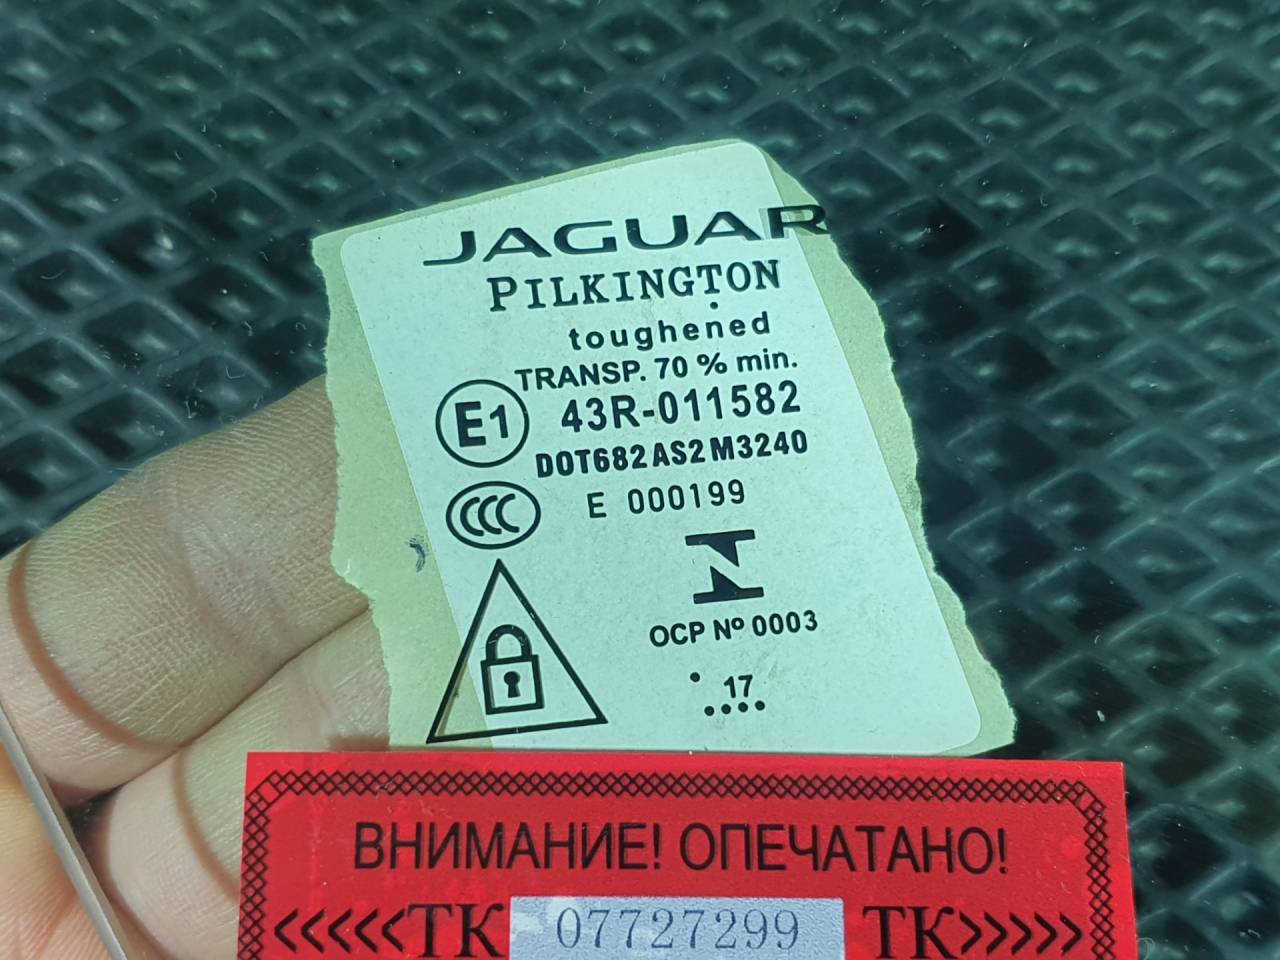 JAGUAR
PILKINGTON
toughened
TRANSP. 70 % min.
E1
43R-011582
DOT682 AS2 M3240
CCC
E 000199
OCP Nº 0003
17
ВНИМАНИЕ! ОПЕЧАТАНО!
<<<<<ТК 07727299 ТК>>>>>